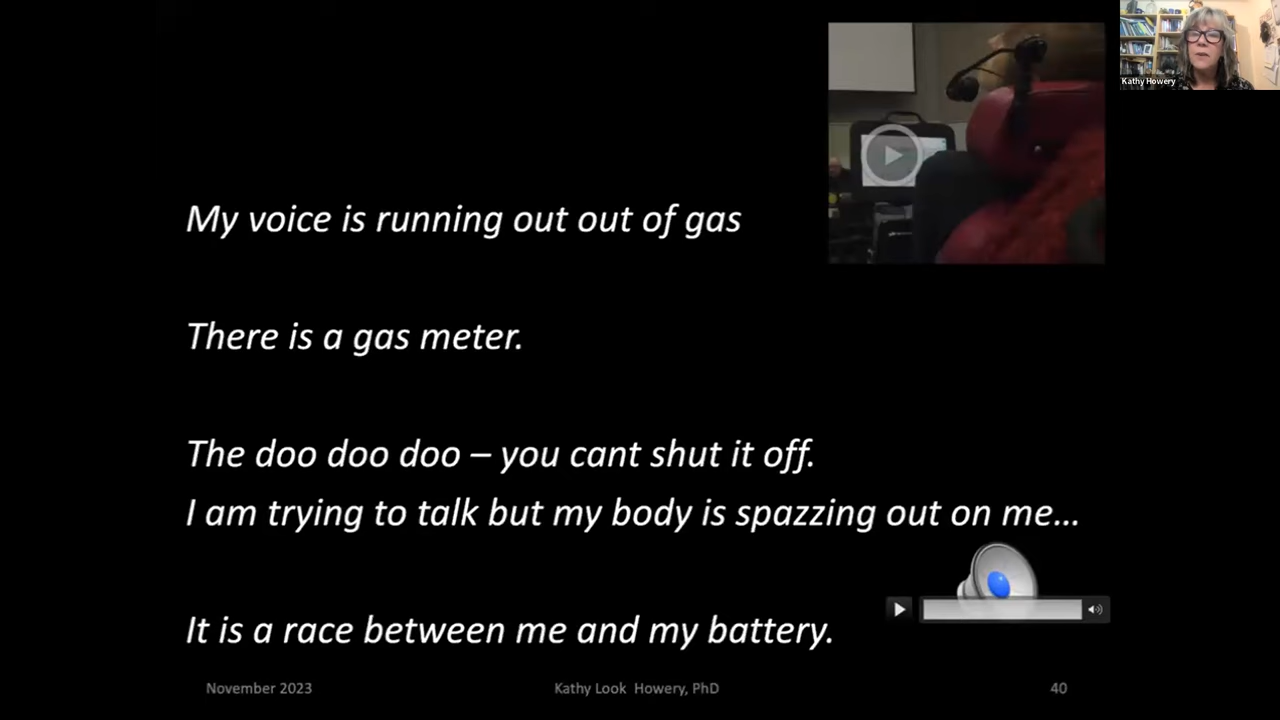 Kathy Howery
My voice is running out out of gas
There is a gas meter.
The doo doo doo – you cant shut it off.
I am trying to talk but my body is spazzing out on me…
It is a race between me and my battery.
November 2023
Kathy Look Howery, PhD
40